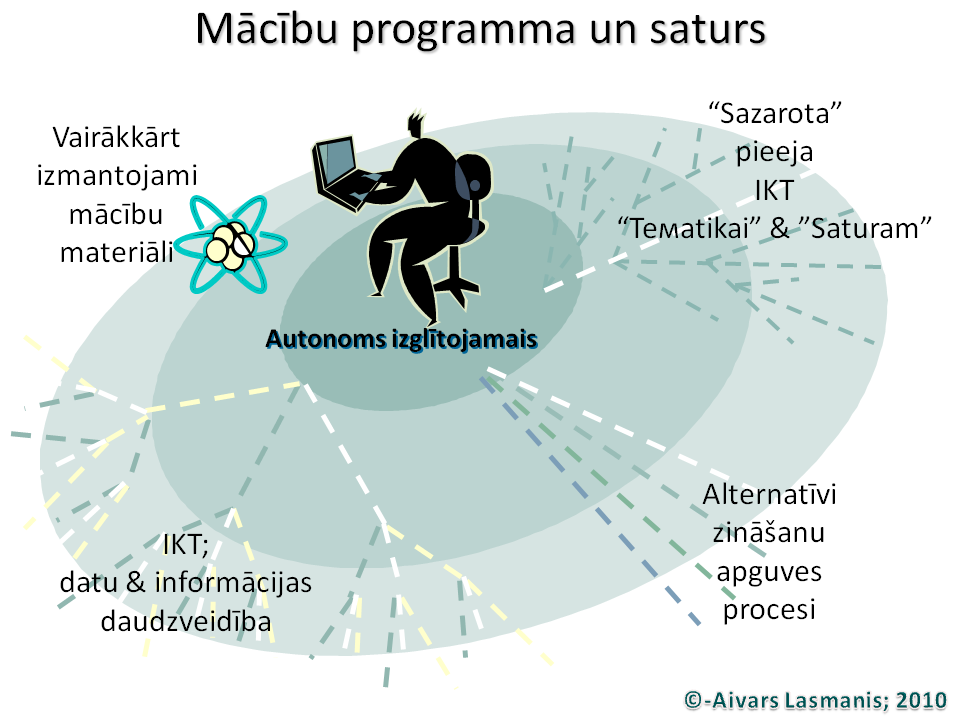 Mācību programma un saturs
Vairākkārt
izmantojami
mācību
materiāli
“Sazarota”
pieeja
IKT
“Teмatikai” & ”Saturam”
Autonoms izglītojamais
IKT;
datu & informācijas
daudzveidība
Alternatīvi
zināšanu
apguves
procesi
©-Aivars Lasmanis; 2010